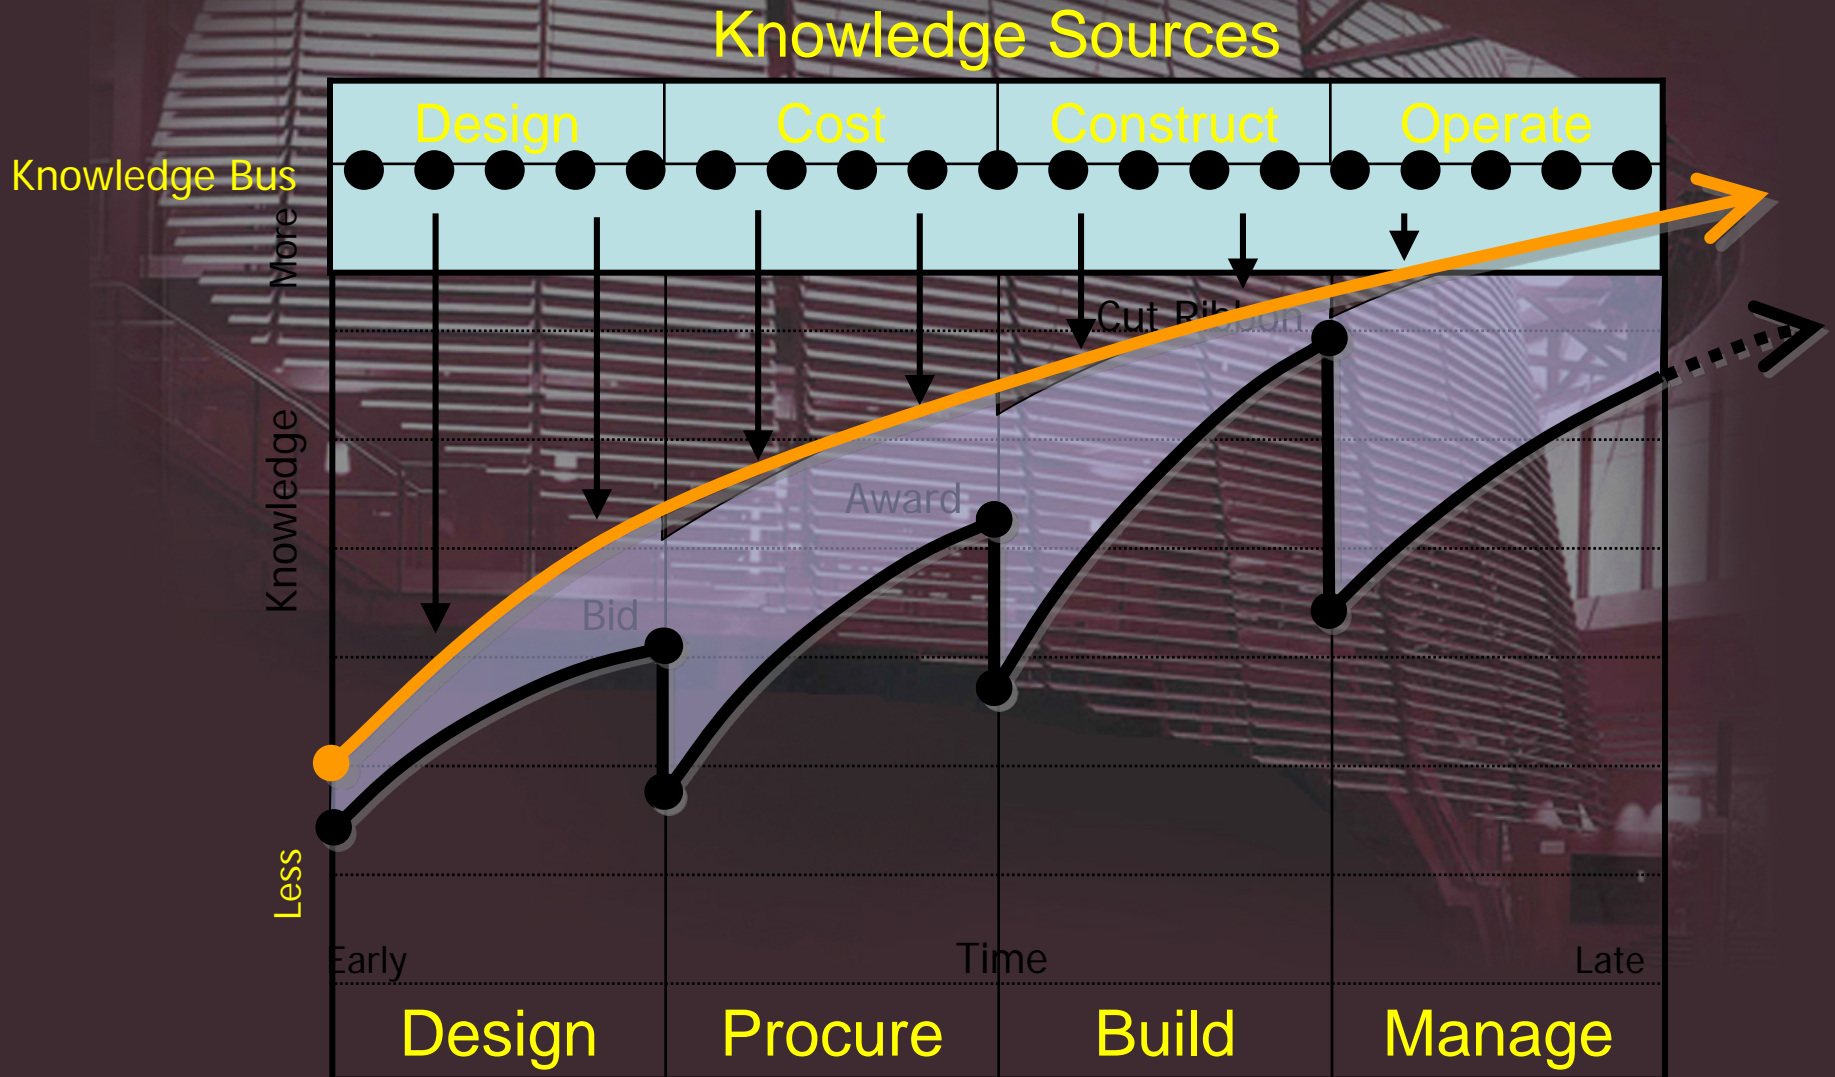 Knowledge Sources
Design Cost Construct Operate
Knowledge Bus
More
Cut Ribbon
Knowledge
Award
Bid
Less
Early Time Late
Design Procure Build Manage